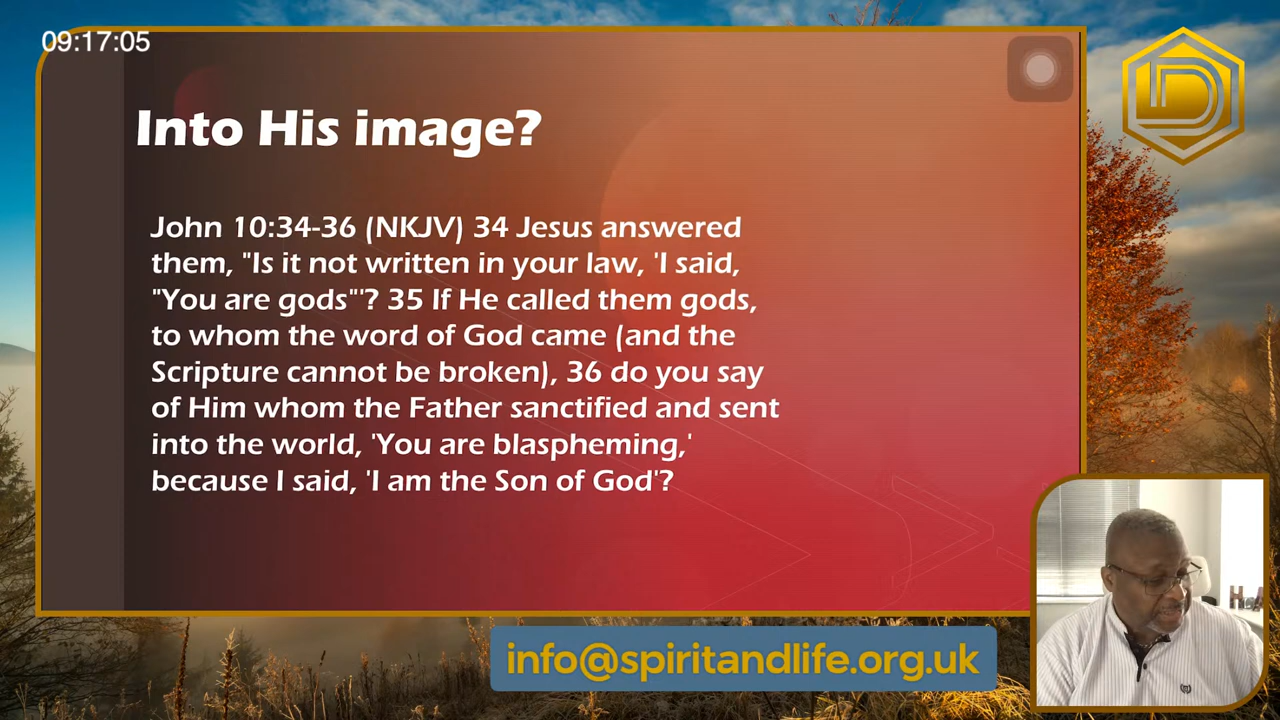 09:17:05
Into His image?
John 10:34-36 (NKJV) 34 Jesus answered
them, "Is it not written in your law, 'I said,
"You are gods"'? 35 If He called them gods,
to whom the word of God came (and the
Scripture cannot be broken), 36 do you say
of Him whom the Father sanctified and sent
into the world, 'You are blaspheming,'
because I said, 'I am the Son of God'?
info@spiritandlife.org.uk